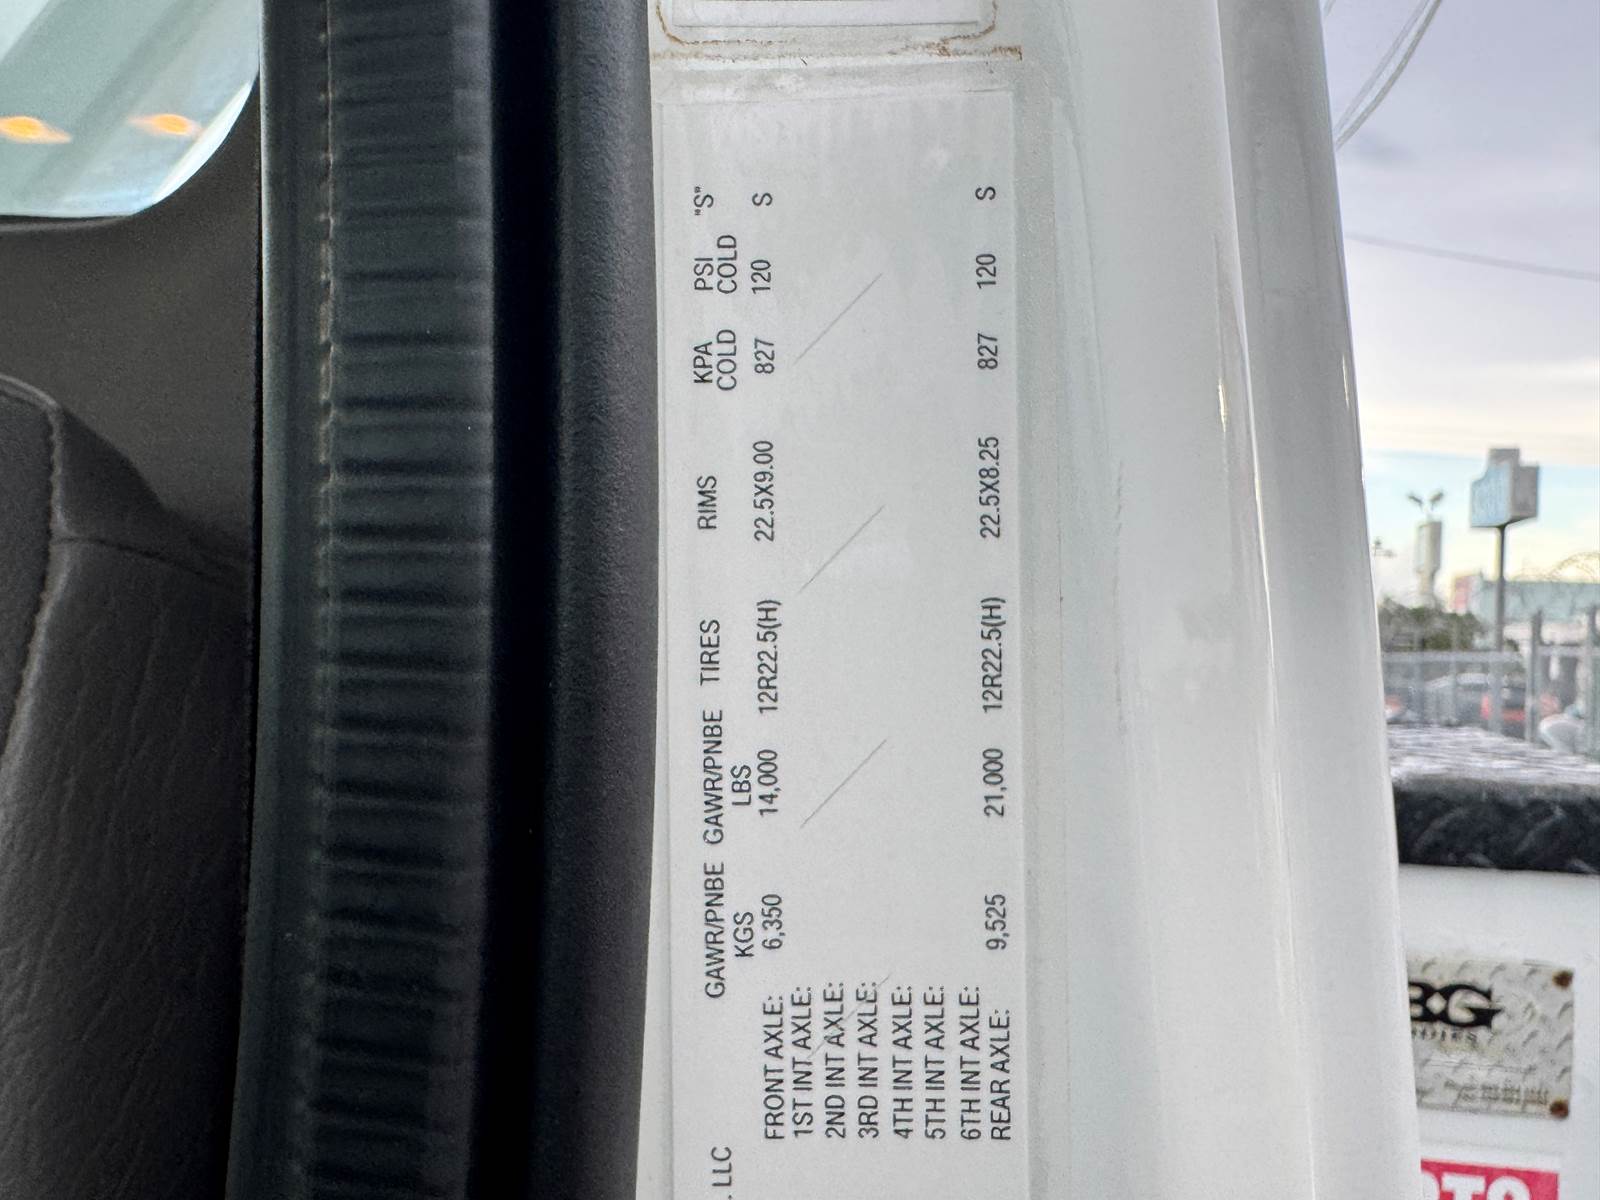 GAWR/PNBE GAWR/PNBE TIRES RIMS KPA PSI "S"
KGS LBS COLD COLD
FRONT AXLE: 6,350 14,000 12R22.5(H) 22.5X9.00 827 120 S
1ST INT AXLE:
2ND INT AXLE:
3RD INT AXLE:
4TH INT AXLE:
5TH INT AXLE:
6TH INT AXLE:
REAR AXLE: 9,525 21,000 12R22.5(H) 22.5X8.25 827 120 S
. LLC